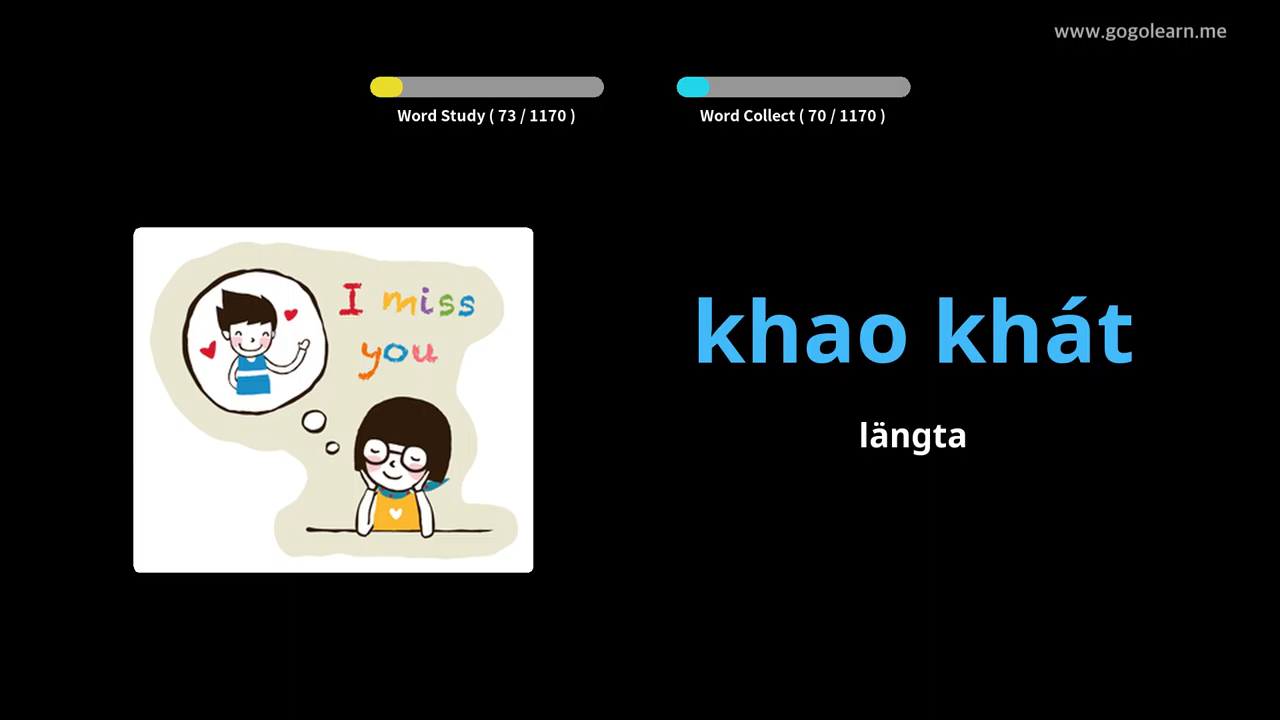 www.gogolearn.me
Word Study ( 73 / 1170 )
Word Collect ( 70 / 1170 )
I miss
you
khao khát
längta